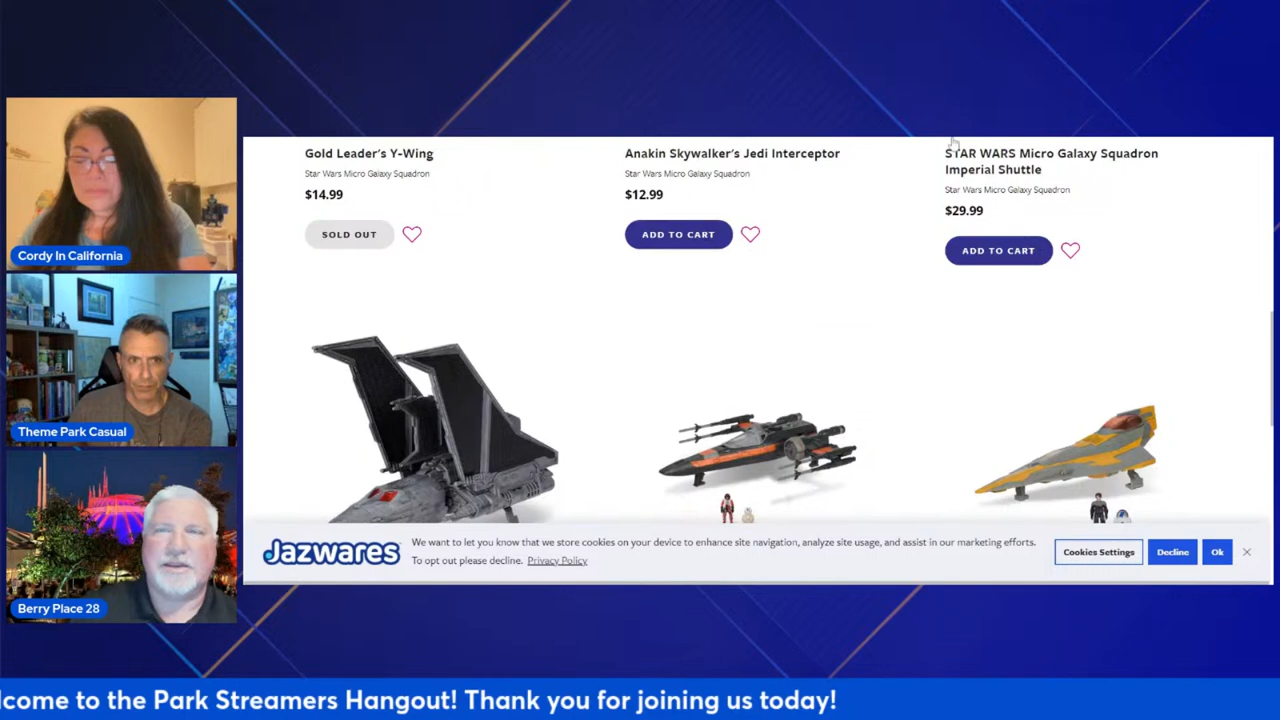 Cordy In California
Theme Park Casual
Berry Place 28
Gold Leader's Y-Wing
Star Wars Micro Galaxy Squadron
$14.99
SOLD OUT
Anakin Skywalker's Jedi Interceptor
Star Wars Micro Galaxy Squadron
$12.99
ADD TO CART
STAR WARS Micro Galaxy Squadron
Imperial Shuttle
Star Wars Micro Galaxy Squadron
$29.99
ADD TO CART
Jazwares
We want to let you know that we store cookies on your device to enhance site navigation, analyze site usage, and assist in our marketing efforts.
To opt out please decline. Privacy Policy
Cookies Settings
Decline
Ok
lcome to the Park Streamers Hangout! Thank you for joining us today!